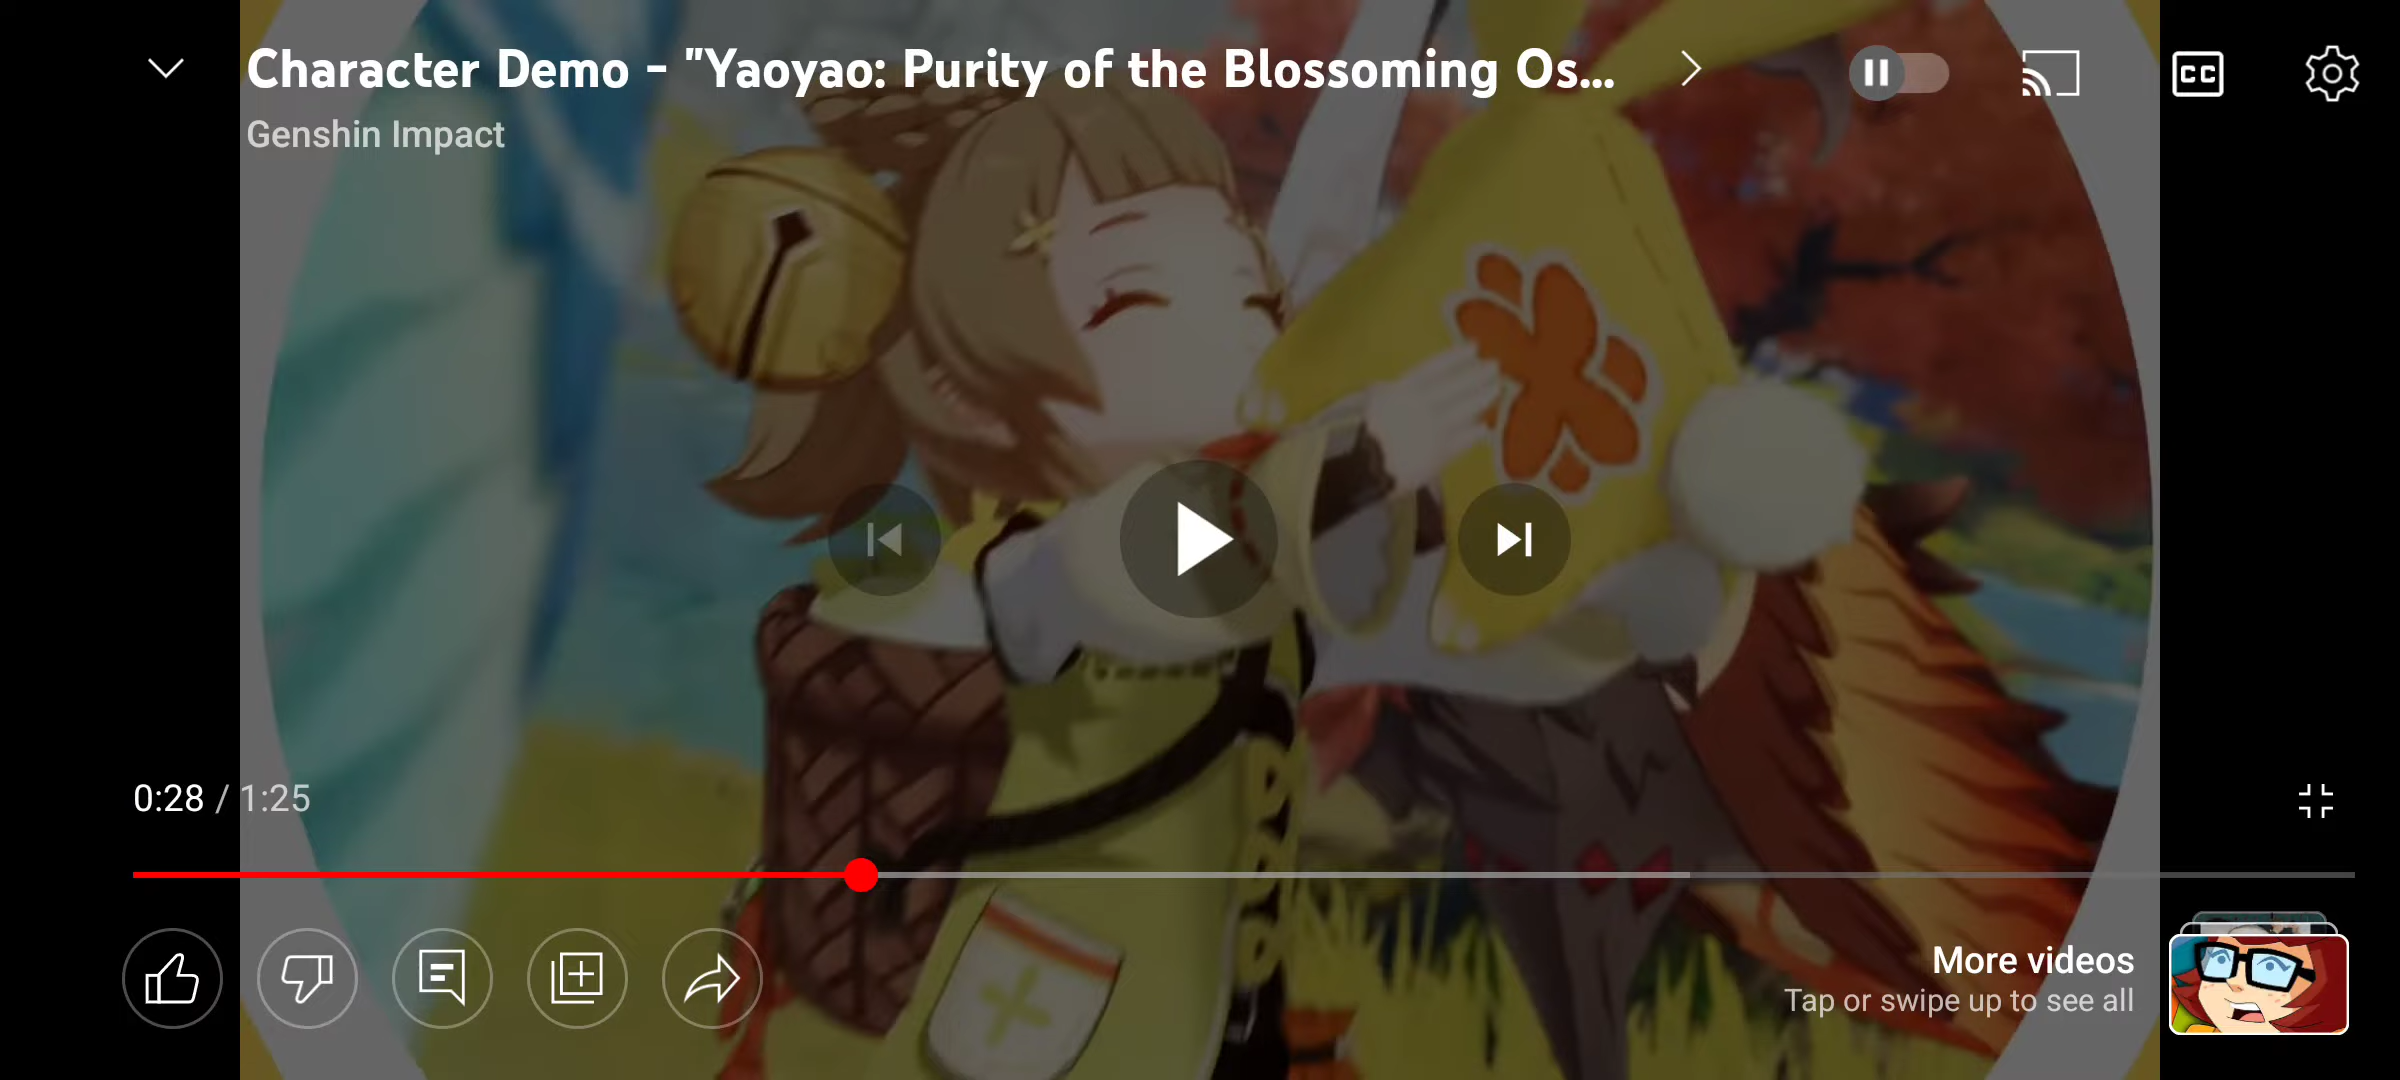 Character Demo - "Yaoyao: Purity of the Blossoming Os...
Genshin Impact
CC
0:28 / 1:25
More videos
Tap or swipe up to see all